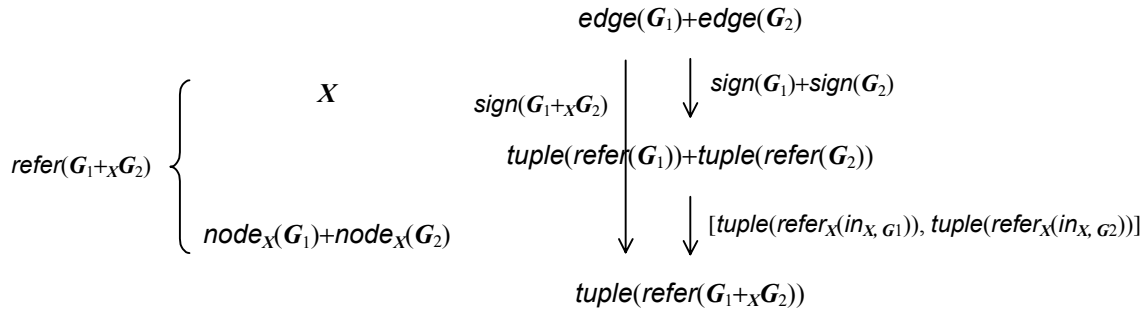 edge(G₁)+edge(G₂)
X
sign(G₁+ₓG₂)
sign(G₁)+sign(G₂)
refer(G₁+ₓG₂)
tuple(refer(G₁))+tuple(refer(G₂))
nodeₓ(G₁)+nodeₓ(G₂)
[tuple(referₓ(inₓ, G1)), tuple(referₓ(inₓ, G2))]
tuple(refer(G₁+ₓG₂))